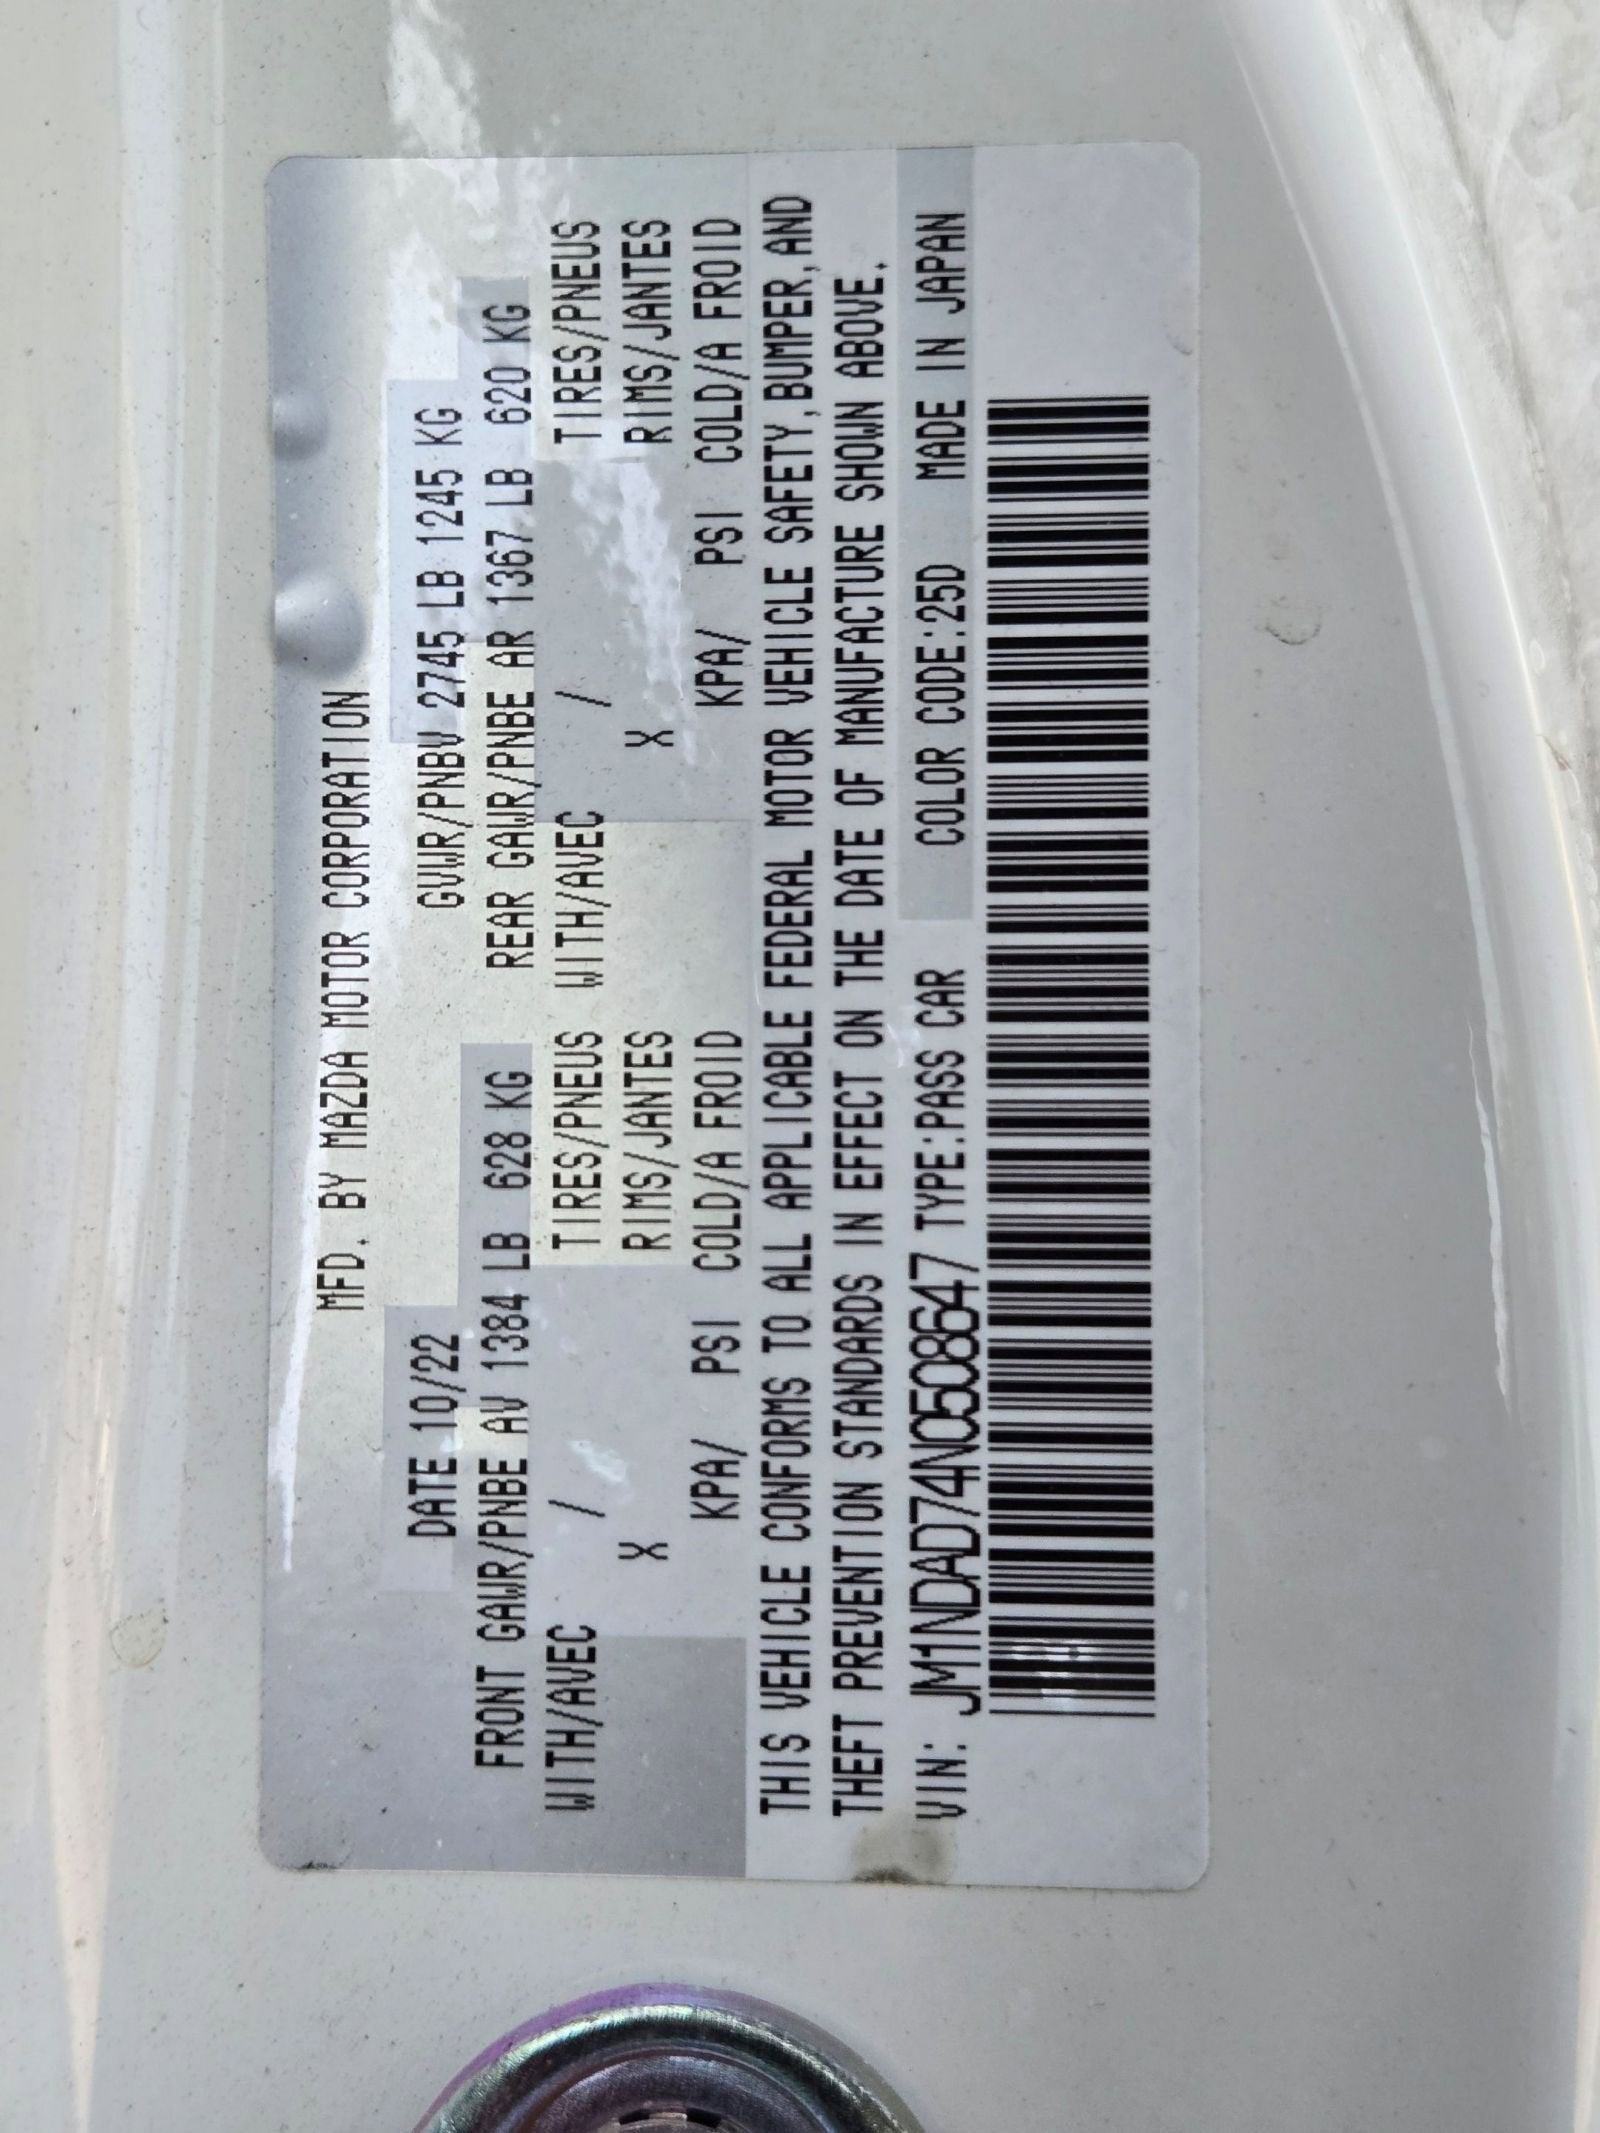 MFD. BY MAZDA MOTOR CORPORATION
DATE 10/22 GVWR/PNBV 2745 LB 1245 KG
FRONT GAWR/PNBE AV 1384 LB 628 KG REAR GAWR/PNBE AR 1367 LB 620 KG
WITH/AVEC / TIRES/PNEUS WITH/AVEC / TIRES/PNEUS
X RIMS/JANTES X RIMS/JANTES
KPA/ PSI COLD/A FROID KPA/ PSI COLD/A FROID
THIS VEHICLE CONFORMS TO ALL APPLICABLE FEDERAL MOTOR VEHICLE SAFETY,BUMPER,AND
THEFT PREVENTION STANDARDS IN EFFECT ON THE DATE OF MANUFACTURE SHOWN ABOVE.
VIN: JM1NDAD74N0508647 TYPE:PASS CAR COLOR CODE:25D MADE IN JAPAN